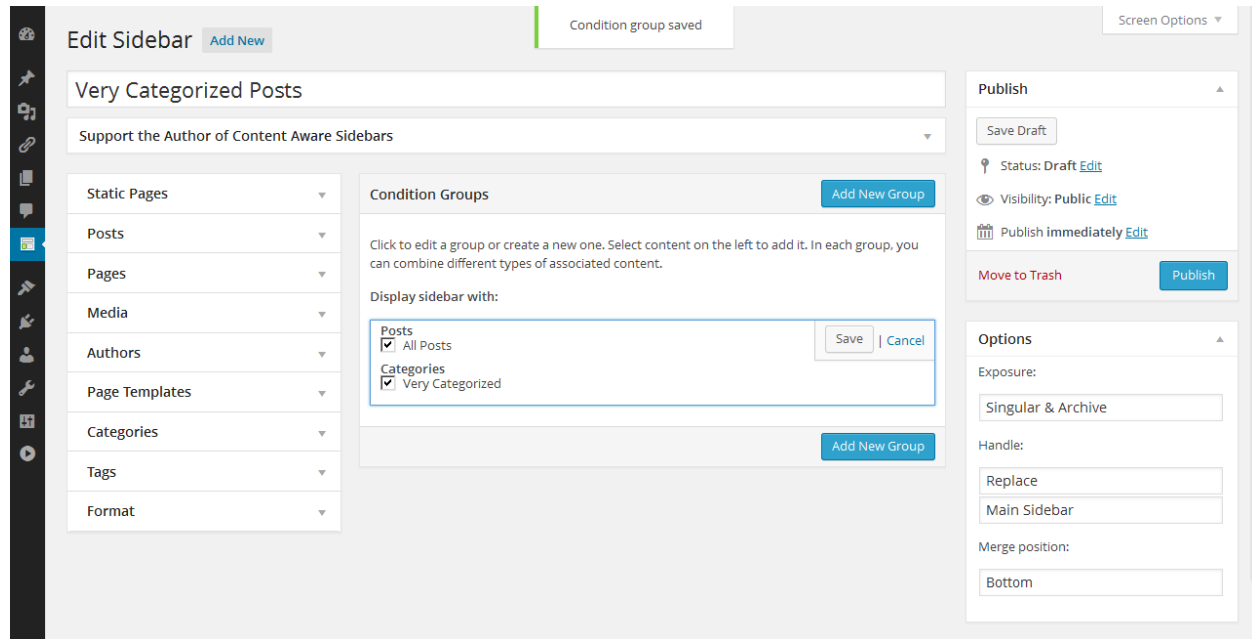 Condition group saved
Screen Options
Edit Sidebar Add New
Very Categorized Posts
Support the Author of Content Aware Sidebars
Static Pages
Posts
Pages
Media
Authors
Page Templates
Categories
Tags
Format
Condition Groups Add New Group
Click to edit a group or create a new one. Select content on the left to add it. In each group, you
can combine different types of associated content.
Display sidebar with:
Posts
All Posts
Save | Cancel
Categories
Very Categorized
Add New Group
Publish
Save Draft
Status: Draft Edit
Visibility: Public Edit
Publish immediately Edit
Move to Trash Publish
Options
Exposure:
Singular & Archive
Handle:
Replace
Main Sidebar
Merge position:
Bottom